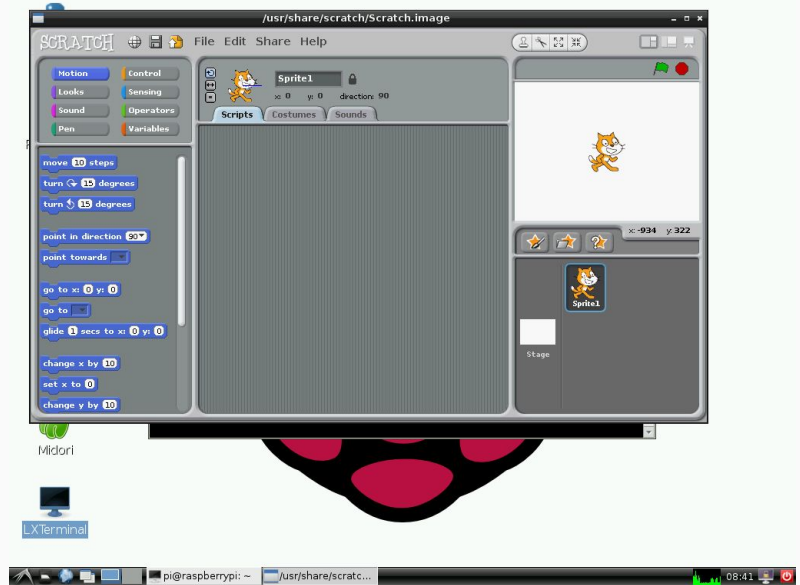 /usr/share/scratch/Scratch.image
SCRATCH File Edit Share Help
Motion Control
Looks Sensing
Sound Operators
Pen Variables
Sprite1
x: 0 y: 0 direction: 90
Scripts Costumes Sounds
move 10 steps
turn 15 degrees
turn 15 degrees
point in direction 90
point towards
go to x: 0 y: 0
go to
glide 1 secs to x: 0 y: 0
change x by 10
set x to 0
change y by 10
x: -934 y: 322
Sprite1
Stage
Midori
LXTerminal
pi@raspberrypi: ~
/usr/share/scratc...
08:41